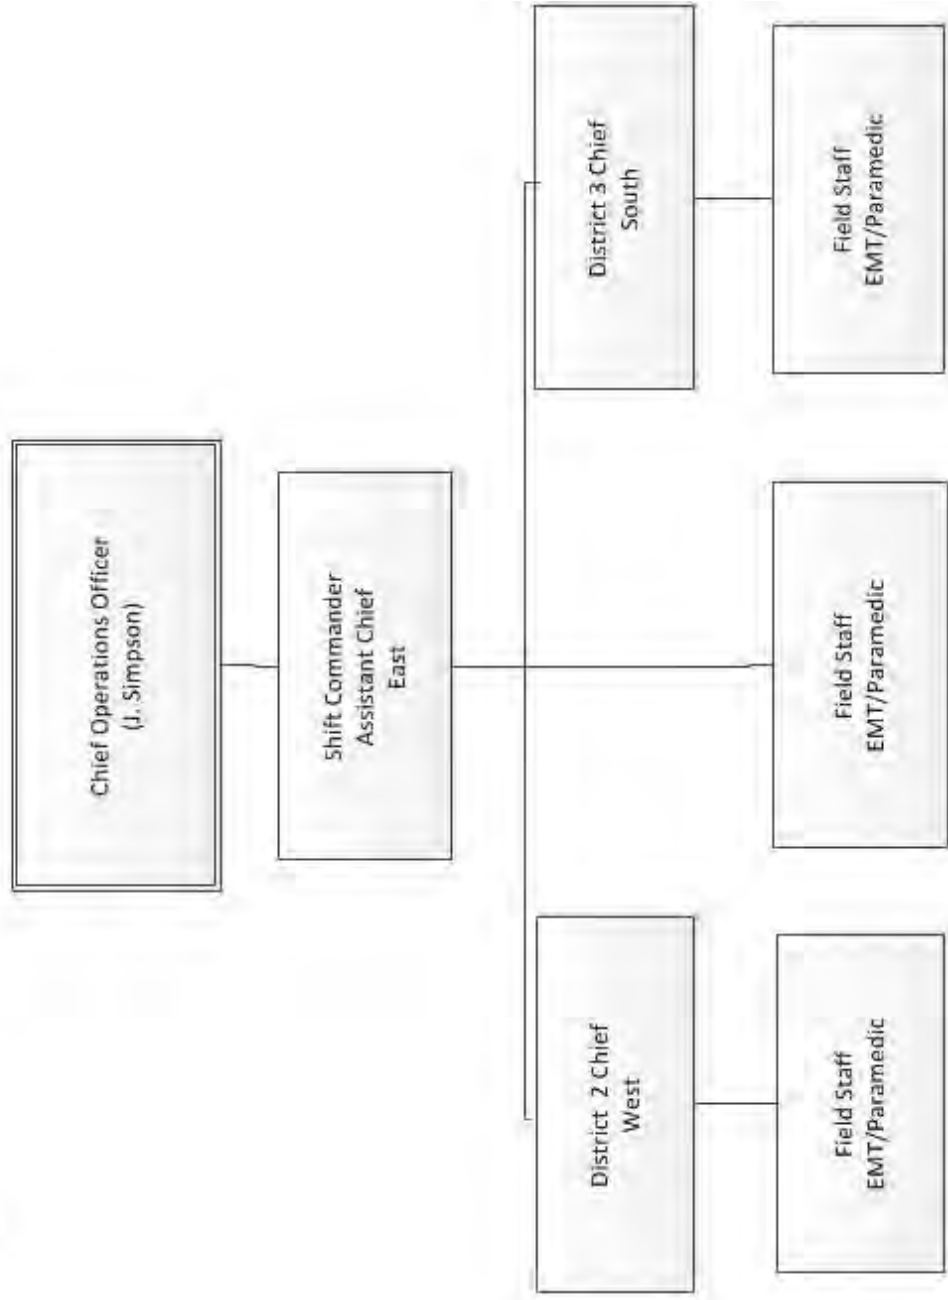 Chief Operations Officer
(J. Simpson)
Shift Commander
Assistant Chief
East
District  2 Chief
West
District 3 Chief
South
Field Staff
EMT/Paramedic
Field Staff
EMT/Paramedic
Field Staff
EMT/Paramedic